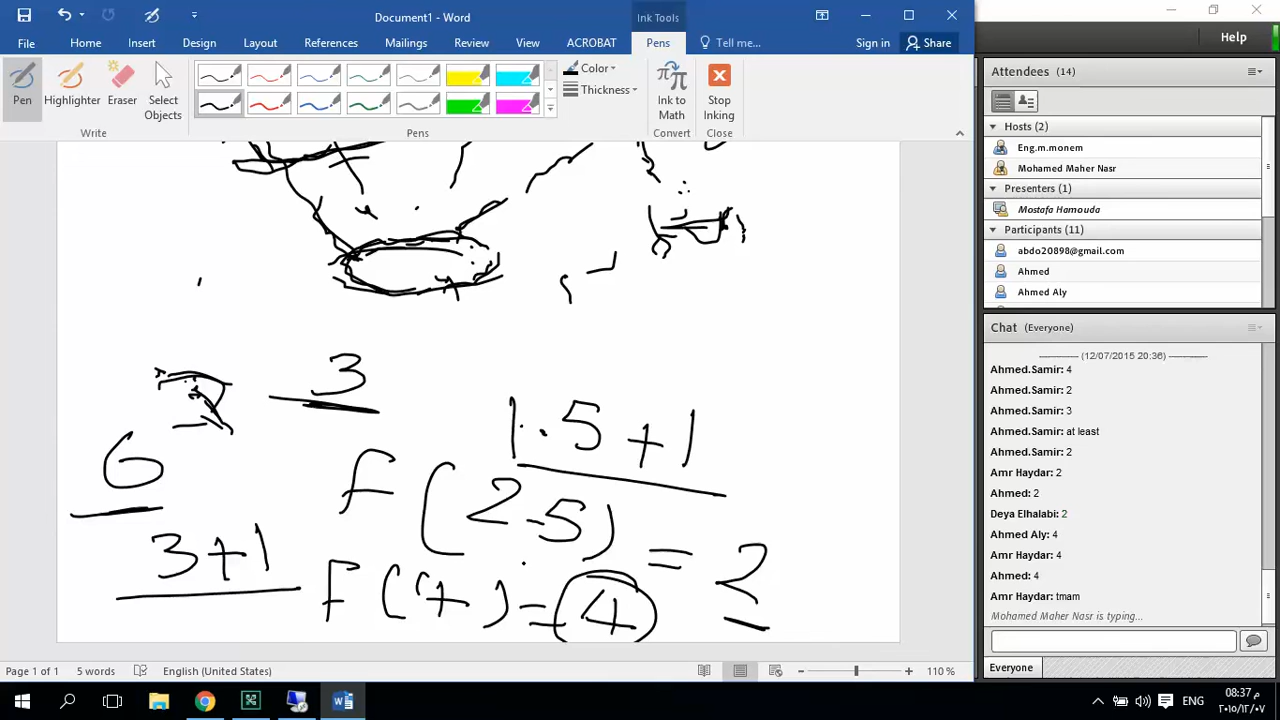 Document1 - Word
Ink Tools
File
Home
Insert
Design
Layout
References
Mailings
Review
View
ACROBAT
Pens
Tell me...
Sign in
Share
Help
Pen
Highlighter
Eraser
Select
Objects
Color
Thickness
Ink to
Math
Stop
Inking
Write
Pens
Convert
Close
Attendees (14)
Hosts (2)
Eng.m.monem
Mohamed Maher Nasr
Presenters (1)
Mostafa Hamouda
Participants (11)
abdo20898@gmail.com
Ahmed
Ahmed Aly
Chat (Everyone)
(12/07/2015 20:36)
Ahmed.Samir: 4
Ahmed.Samir: 2
Ahmed.Samir: 3
Ahmed.Samir: at least
Ahmed.Samir: 2
Amr Haydar: 2
Ahmed: 2
Deya Elhalabi: 2
Ahmed Aly: 4
Amr Haydar: 4
Ahmed: 4
Amr Haydar: tmam
Mohamed Maher Nasr is typing...
Everyone
3
1.5+1
6
F(2.5)
= 2
3+1
=4
Page 1 of 1
5 words
English (United States)
110 %
ENG
08:37 م
٢٠١٥/١٢/٠٧